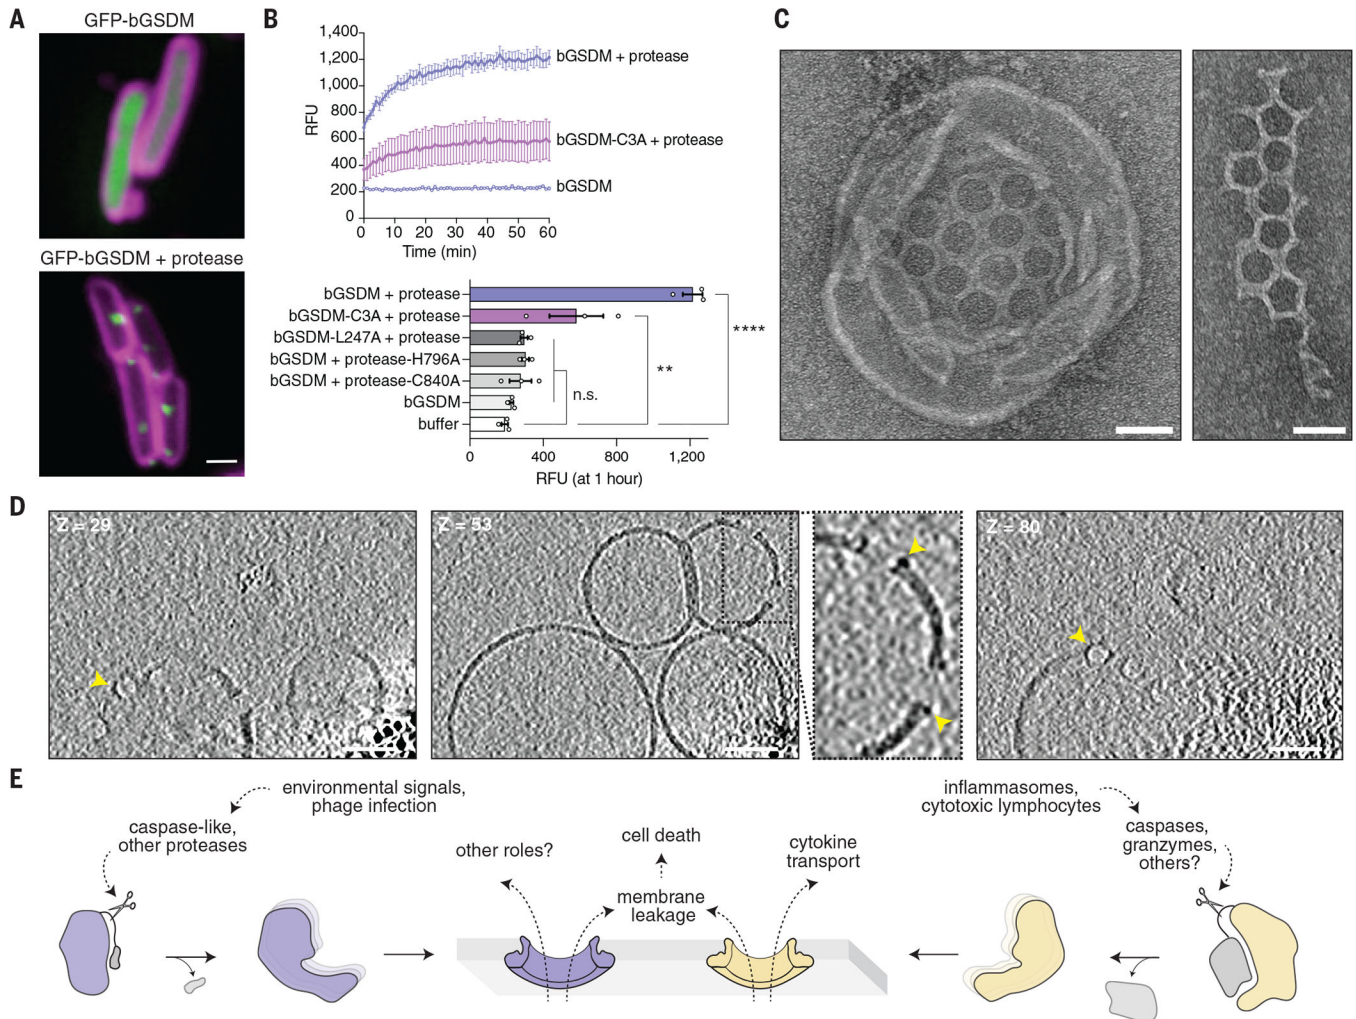 A
GFP-bGSDM
GFP-bGSDM + protease
B
1,400
1,200
1,000
800
600
400
200
0
RFU
bGSDM + protease
bGSDM-C3A + protease
bGSDM
0 10 20 30 40 50 60
Time (min)
bGSDM + protease
bGSDM-C3A + protease
bGSDM-L247A + protease
bGSDM + protease-H796A
bGSDM + protease-C840A
bGSDM
buffer
n.s.
**
****
0 400 800 1,200
RFU (at 1 hour)
C
D
Z = 29
Z = 53
Z = 80
E
environmental signals,
phage infection
caspase-like,
other proteases
other roles?
cell death
membrane
leakage
cytokine
transport
inflammasomes,
cytotoxic lymphocytes
caspases,
granzymes,
others?